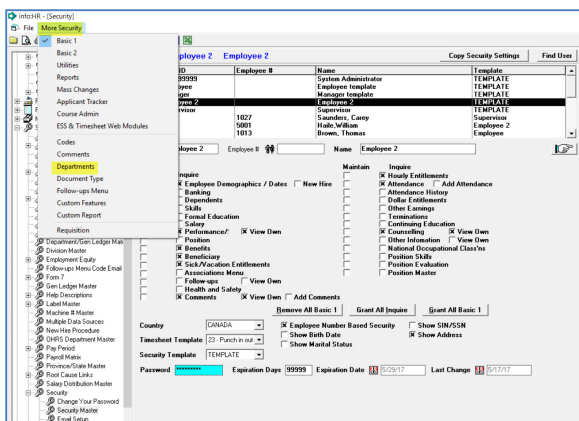 info:HR - [Security]
File More Security
Basic 1
Basic 2
Utilities
Reports
Mass Changes
Applicant Tracker
Course Admin
ESS & Timesheet Web Modules
Codes
Comments
Departments
Document Type
Follow-ups Menu
Custom Features
Custom Report
Requisition
Department/Gen Ledger Man
Division Master
Employment Equity
Follow-ups Menu Code Email
Form 7
Gen Ledger Master
Help Descriptions
Label Master
Machine # Master
Multiple Data Sources
New Hire Procedure
OHRS Department Master
Pay Period
Payroll Matrix
Province/State Master
Root Cause Links
Salary Distribution Master
Security
Change Your Password
Security Master
Email Setup
mployee 2 Employee 2 Copy Security Settings Find User
ID Employee # Name Template
99999 System Administrator TEMPLATE
oyee Employee template TEMPLATE
ger Manager template TEMPLATE
oyee 2 Employee 2 TEMPLATE
rvisor Supervisor TEMPLATE
1027 Saunders, Carey Supervisor
5001 Haile,William Employee 2
1013 Brown, Thomas Employee
ployee 2 Employee # Name Employee 2
Maintain Inquire
nquire Hourly Entitlements
Employee Demographics / Dates New Hire Attendance Add Attendance
Banking Attendance History
Dependents Dollar Entitlements
Skills Other Earnings
Formal Education Terminations
Salary Continuing Education
Performance/: View Own Counselling View Own
Position Other Infomation View Own
Benefits National Occupational Class'ns
Beneficiary Position Skills
Sick/Vacation Entitlements Position Evaluation
Associations Menu Position Master
Follow-ups View Own
Health and Safety
Comments View Own Add Comments
Remove All Basic 1 Grant All Inquire Grant All Basic 1
Country CANADA Employee Number Based Security Show SIN/SSN
Show Birth Date Show Address
Timesheet Template 23 - Punch in out
Show Marital Status
Security Template TEMPLATE
Password ********* Expiration Days 99999 Expiration Date 5/29/17 Last Change 5/17/17